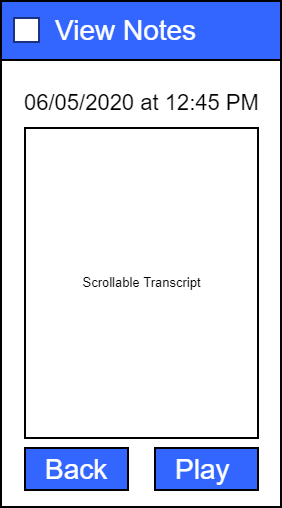 View Notes
06/05/2020 at 12:45 PM
Scrollable Transcript
Back
Play